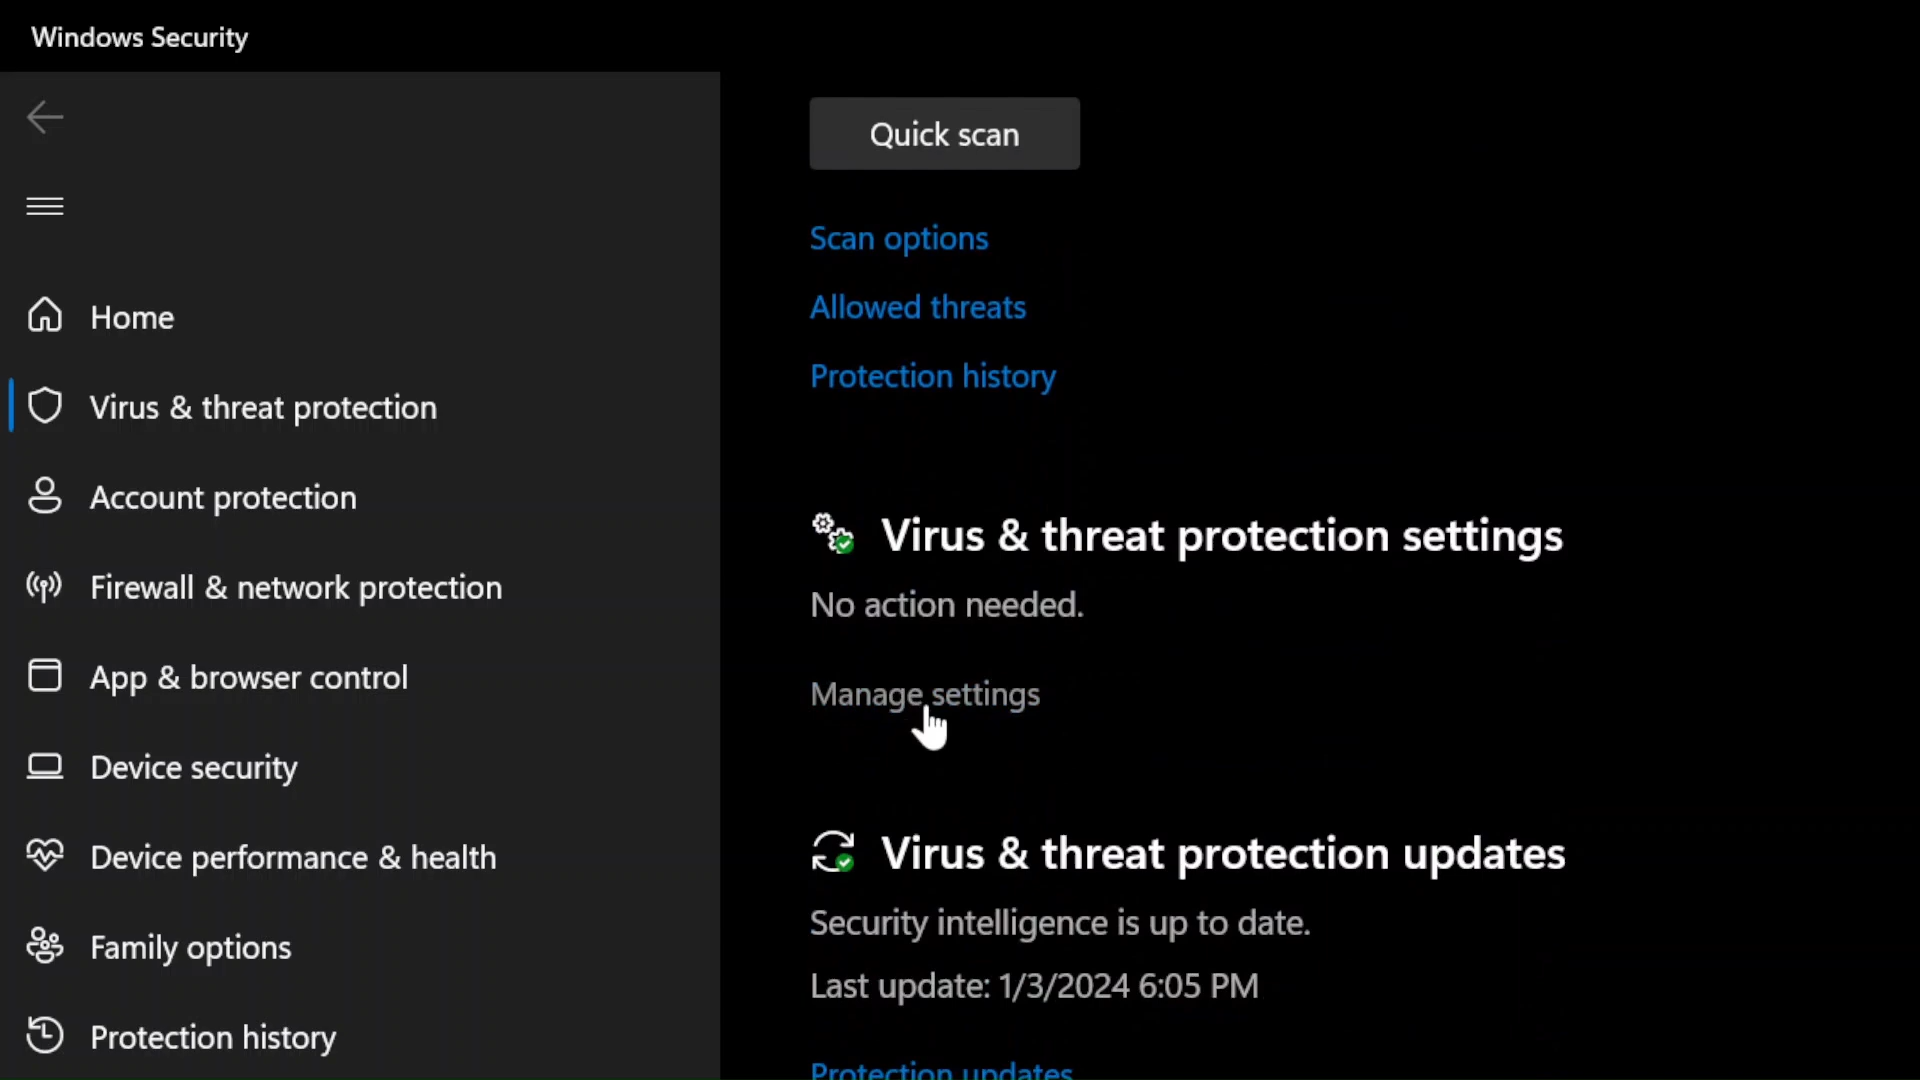 Windows Security
Home
Virus & threat protection
Account protection
Firewall & network protection
App & browser control
Device security
Device performance & health
Family options
Protection history
Quick scan
Scan options
Allowed threats
Protection history
Virus & threat protection settings
No action needed.
Manage settings
Virus & threat protection updates
Security intelligence is up to date.
Last update: 1/3/2024 6:05 PM
Protection updates